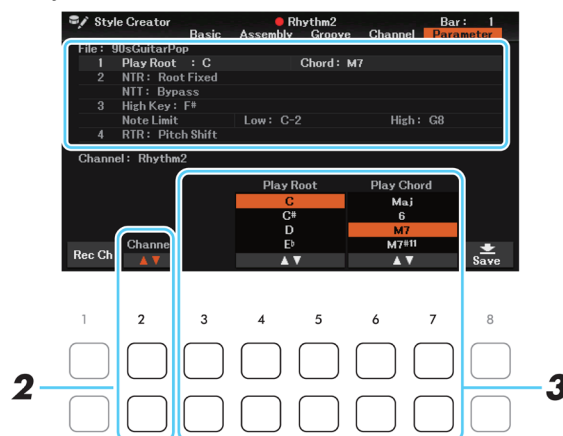 Style Creator Rhythm2 Bar: 1
Basic Assembly Groove Channel Parameter
File: 90sGuitarPop
1 Play Root : C Chord: M7
2 NTR: Root Fixed
NTT: Bypass
3 High Key: F#
Note Limit Low: C-2 High: G8
4 RTR: Pitch Shift
Channel: Rhythm2
Play Root Play Chord
C Maj
C# 6
D M7
E♭ M7#11
Rec Ch Channel ▲▼ ▲▼ ▲▼ Save
1 2 3 4 5 6 7 8
2 3